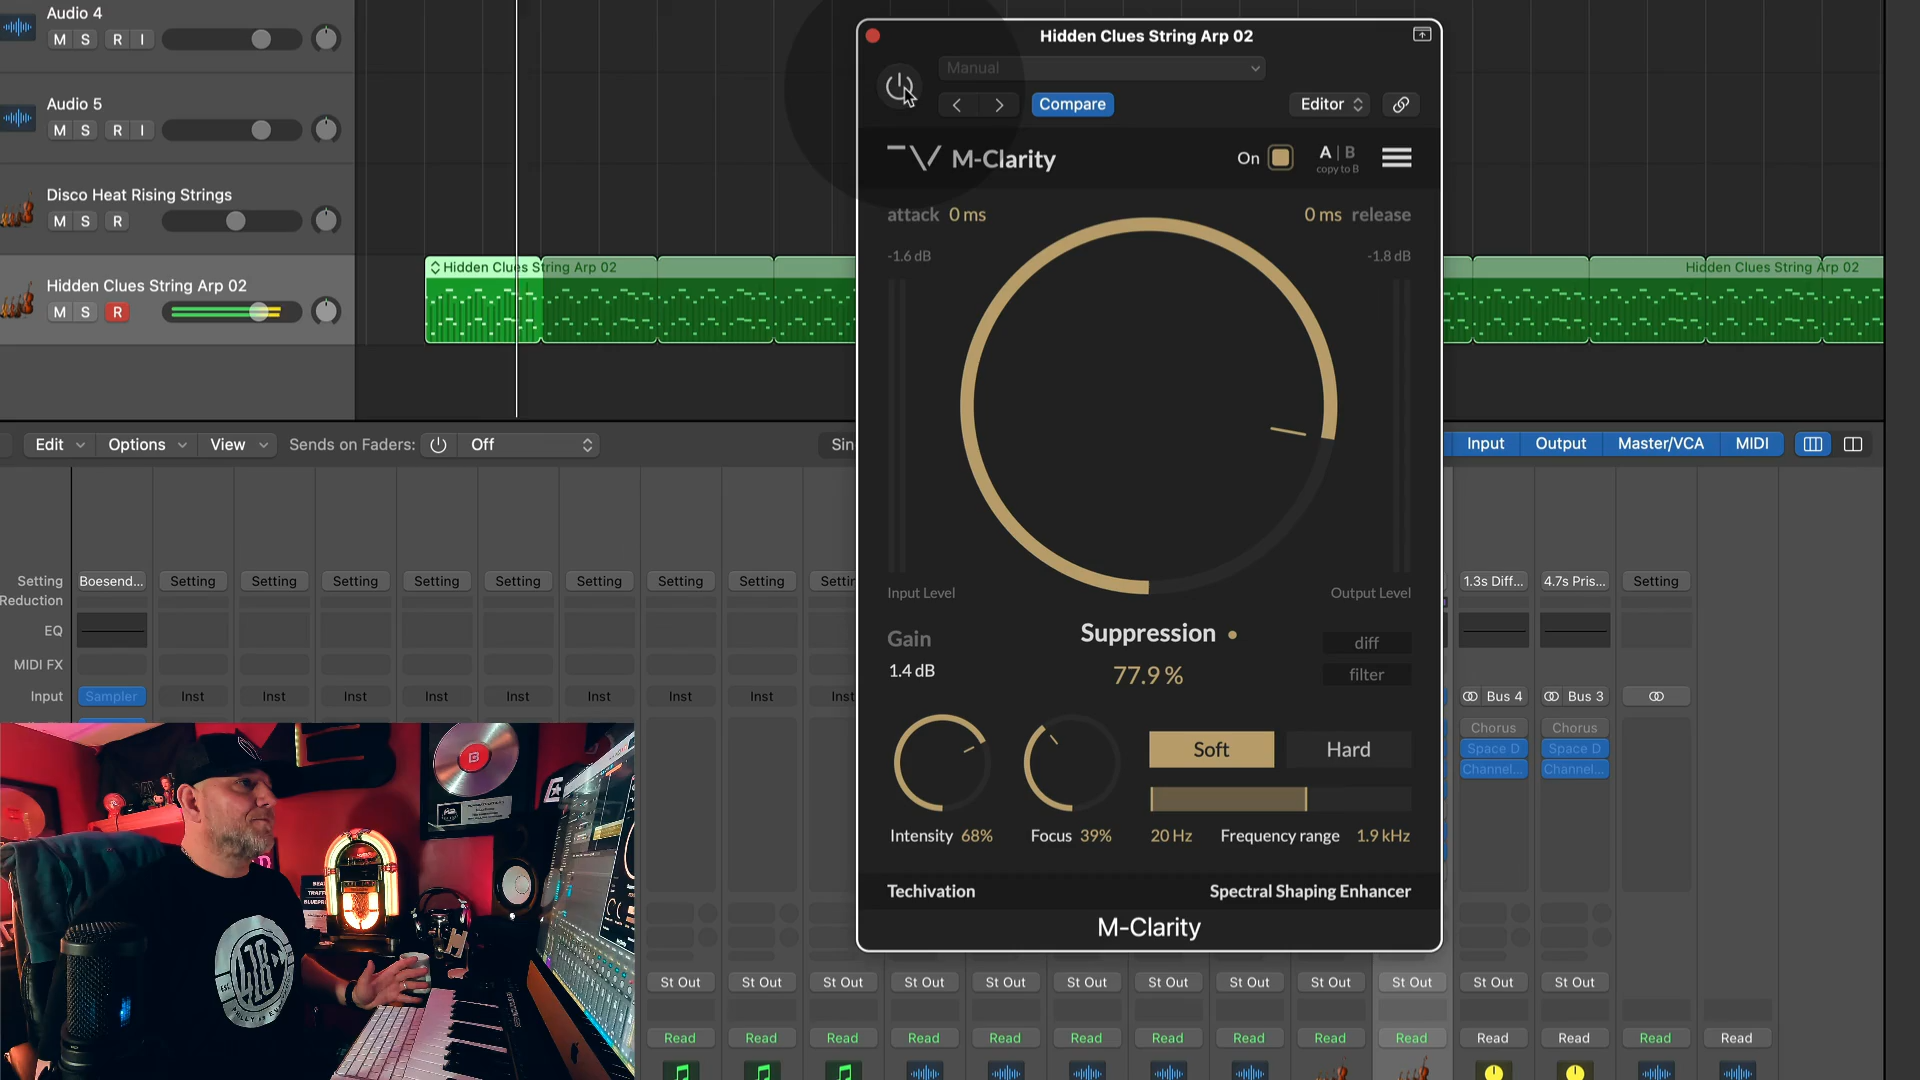 Audio 4
M S R I
Audio 5
M S R I
Disco Heat Rising Strings
M S R
Hidden Clues String Arp 02
M S R
Hidden Clues String Arp 02
Hidden Clues String Arp 02
Hidden Clues String Arp 02
Manual
Compare
Editor
M-Clarity
On
A | B
copy to B
attack 0 ms
0 ms release
-1.6 dB
-1.8 dB
Input Level
Output Level
Gain
1.4 dB
Suppression
77.9 %
diff
filter
Soft
Hard
Intensity 68%
Focus 39%
20 Hz Frequency range 1.9 kHz
Techivation
Spectral Shaping Enhancer
M-Clarity
Edit
Options
View
Sends on Faders:
Off
Sin
Input
Output
Master/VCA
MIDI
Setting
Boesend...
Setting
Setting
Setting
Setting
Setting
Setting
Setting
Setting
1.3s Diff...
4.7s Pris...
Setting
Reduction
EQ
MIDI FX
Input
Sampler
Inst
Inst
Inst
Inst
Inst
Inst
Inst
Inst
Inst
Bus 4
Bus 3
Chorus
Chorus
Space D
Space D
Channel...
Channel...
St Out
St Out
St Out
St Out
St Out
St Out
St Out
St Out
St Out
St Out
St Out
St Out
Read
Read
Read
Read
Read
Read
Read
Read
Read
Read
Read
Read
Read
Read